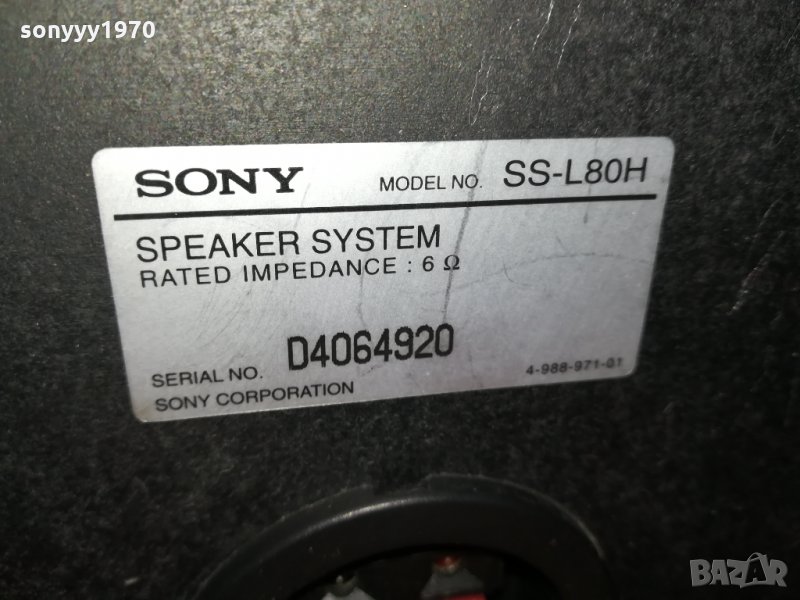 sonyyy1970
SONY MODEL NO. SS-L80H
SPEAKER SYSTEM
RATED IMPEDANCE : 6 Ω
SERIAL NO. D4064920
4-988-971-01
SONY CORPORATION
BAZAR